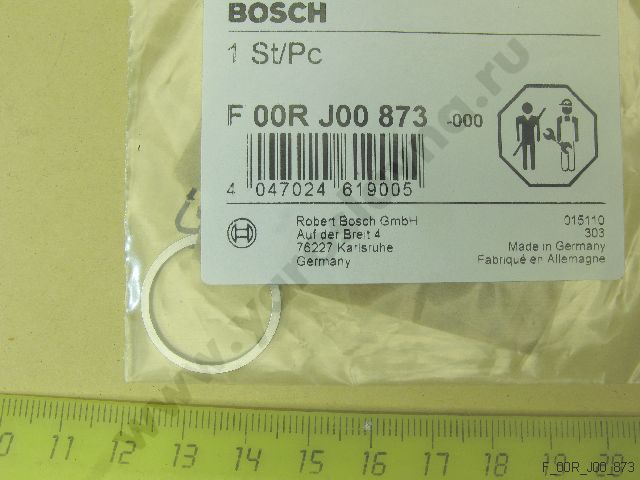 BOSCH
1 St/Pc
F 00R J00 873 -000
4 047024 619005
Robert Bosch GmbH
Auf der Breit 4
76227 Karlsruhe
Germany
015110
303
Made in Germany
Fabriqué en Allemagne
0 11 12 13 14 15 16 17 18 19 20
F_00R_J00_873